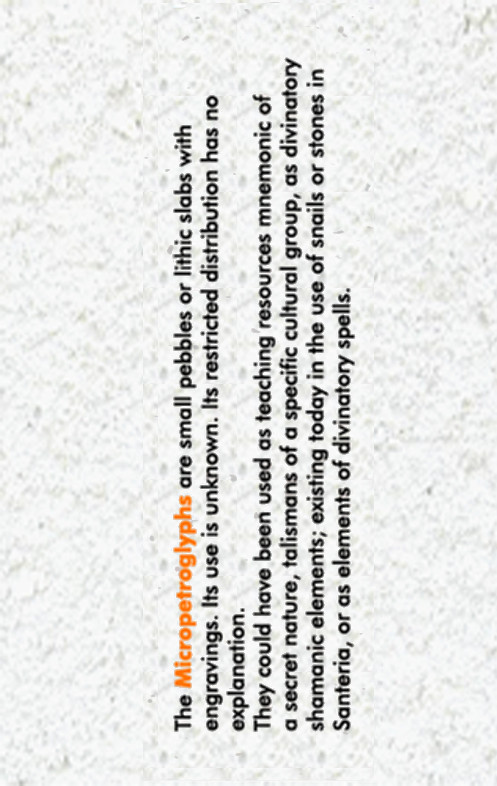 The Micropetroglyphs are small pebbles or lithic slabs with
engravings. Its use is unknown. Its restricted distribution has no
explanation.
They could have been used as teaching resources mnemonic of
a secret nature, talismans of a specific cultural group, as divinatory
shamanic elements; existing today in the use of snails or stones in
Santeria, or as elements of divinatory spells.